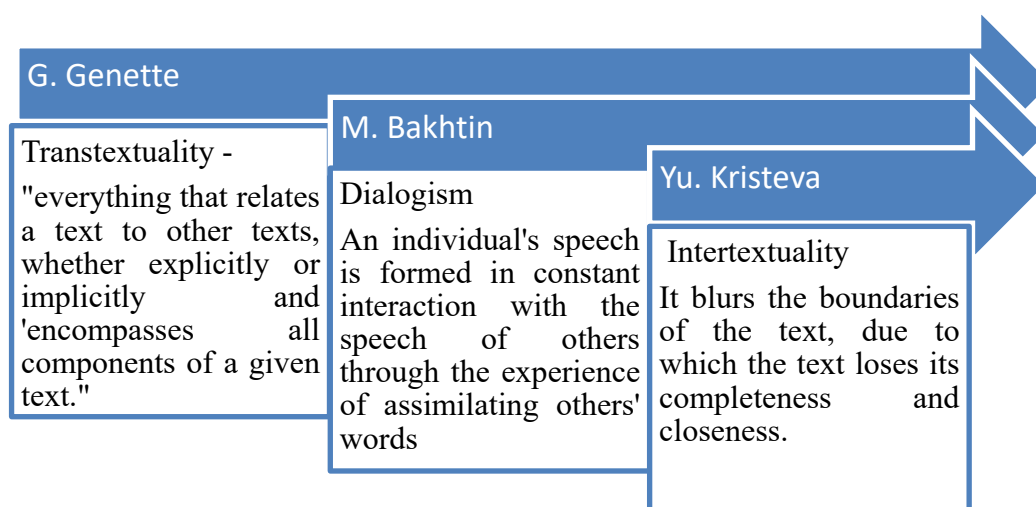 G. Genette
Transtextuality -
"everything that relates
a text to other texts,
whether explicitly or
implicitly and
'encompasses all
components of a given
text."
M. Bakhtin
Dialogism
An individual's speech
is formed in constant
interaction with the
speech of others
through the experience
of assimilating others'
words
Yu. Kristeva
Intertextuality
It blurs the boundaries
of the text, due to
which the text loses its
completeness and
closeness.